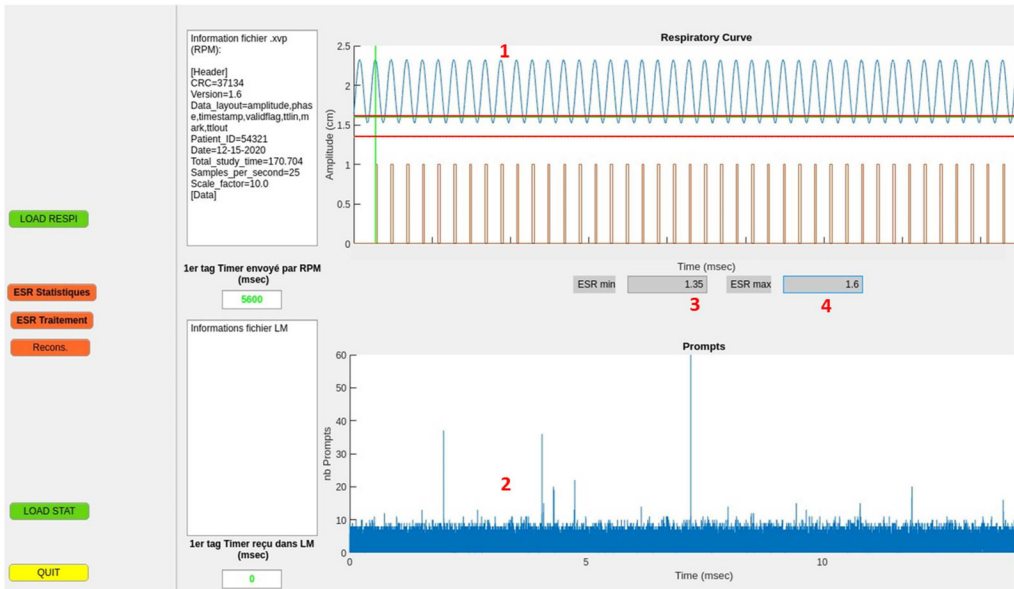 LOAD RESPI
ESR Statistiques
ESR Traitement
Recons.
LOAD STAT
QUIT
Information fichier .xvp
(RPM):
[Header]
CRC=37134
Version=1.6
Data_layout=amplitude,phas
e,timestamp,validflag,ttlin,m
ark,ttlout
Patient_ID=54321
Date=12-15-2020
Total_study_time=170.704
Samples_per_second=25
Scale_factor=10.0
[Data]
1er tag Timer envoyé par RPM
(msec)
5600
Informations fichier LM
1er tag Timer reçu dans LM
(msec)
0
Respiratory Curve
1
2.5
2
1.5
1
0.5
0
Amplitude (cm)
Time (msec)
ESR min
1.35
ESR max
1.6
3
4
Prompts
60
50
40
30
20
10
0
nb Prompts
2
0
5
10
Time (msec)